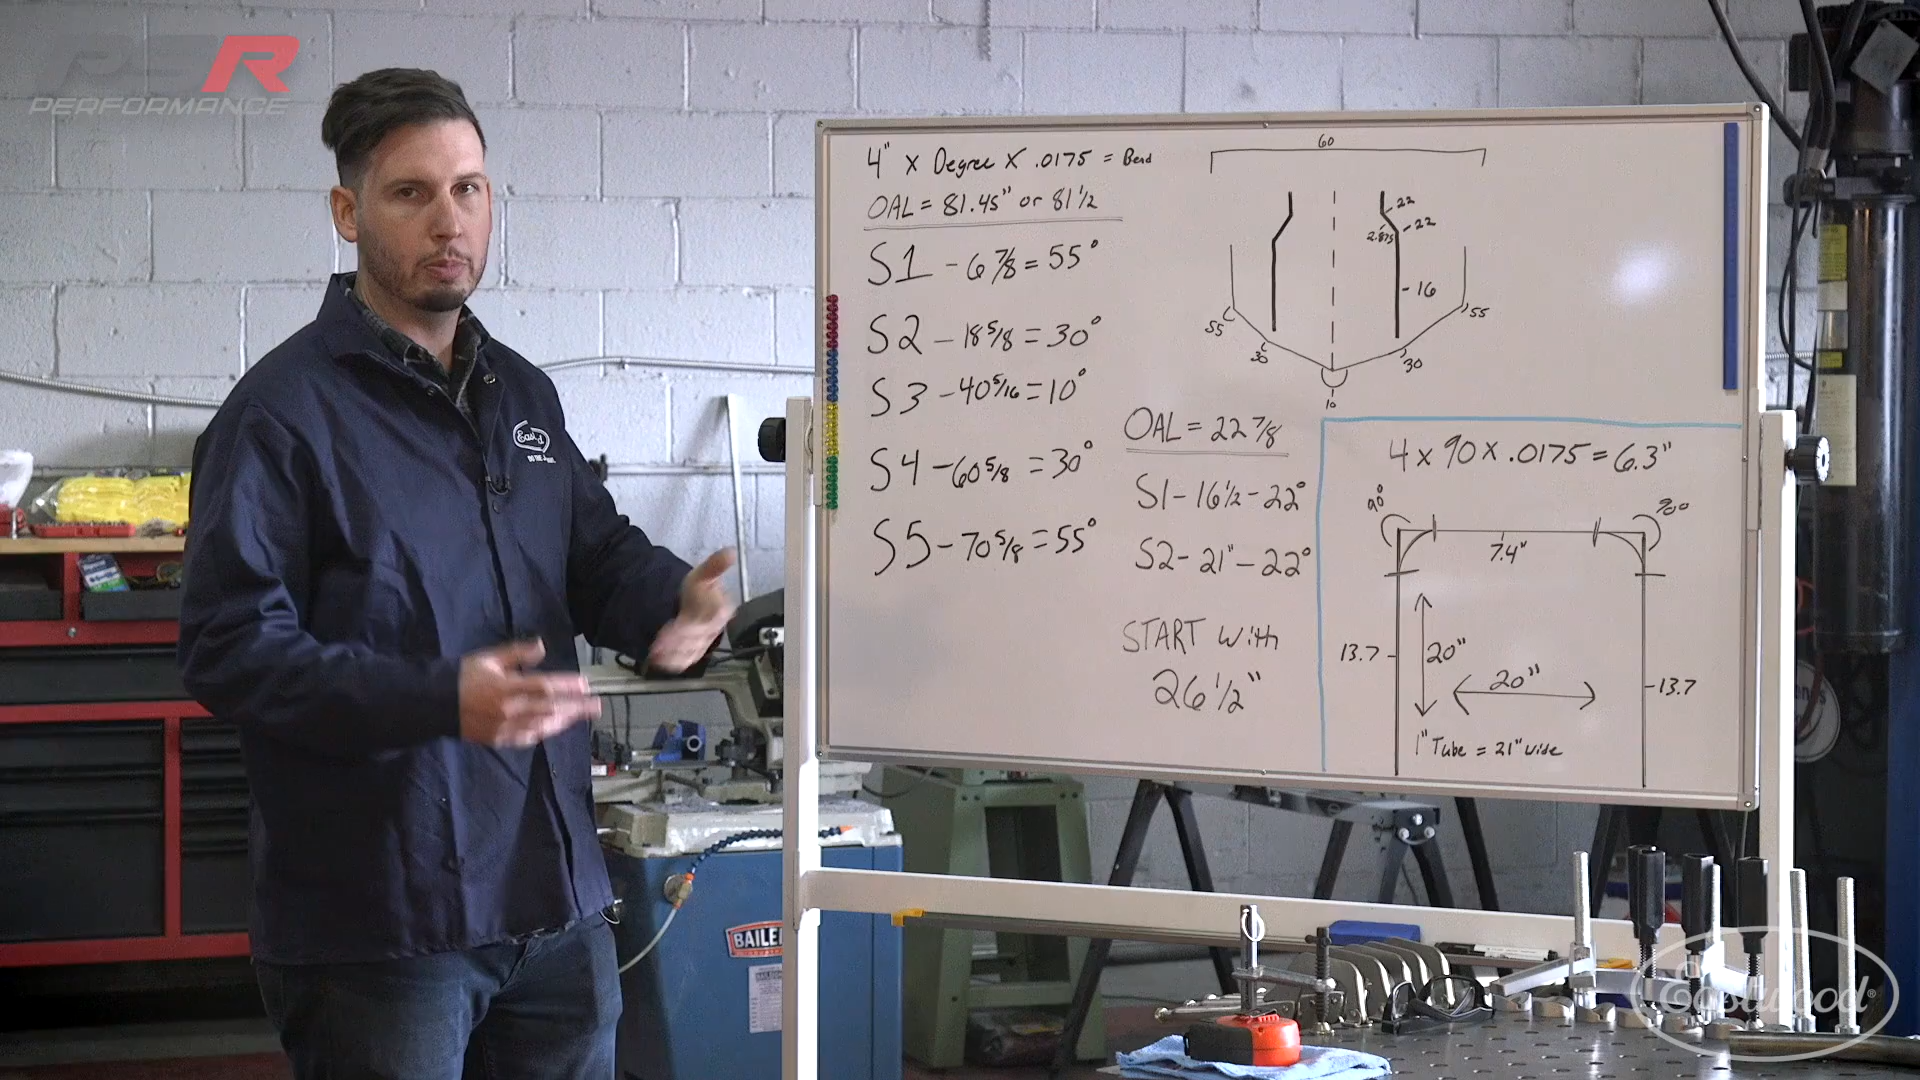 PSR
PERFORMANCE
4" x Degree x .0175 = Bend
OAL = 81.45" or 81 1/2
S1 - 6 7/8 = 55°
S2 - 18 5/8 = 30°
S3 - 40 5/16 = 10°
S4 - 60 5/8 = 30°
S5 - 70 5/8 = 55°
60
22
22
2.875
16
55
55
30
30
10
OAL = 22 7/8
S1 - 16 1/2 - 22°
S2 - 21" - 22°
START with
26 1/2"
4 x 90 x .0175 = 6.3"
90°
90°
7.4"
13.7
20"
20"
13.7
1" Tube = 21" wide
BAILE
Eastwood®